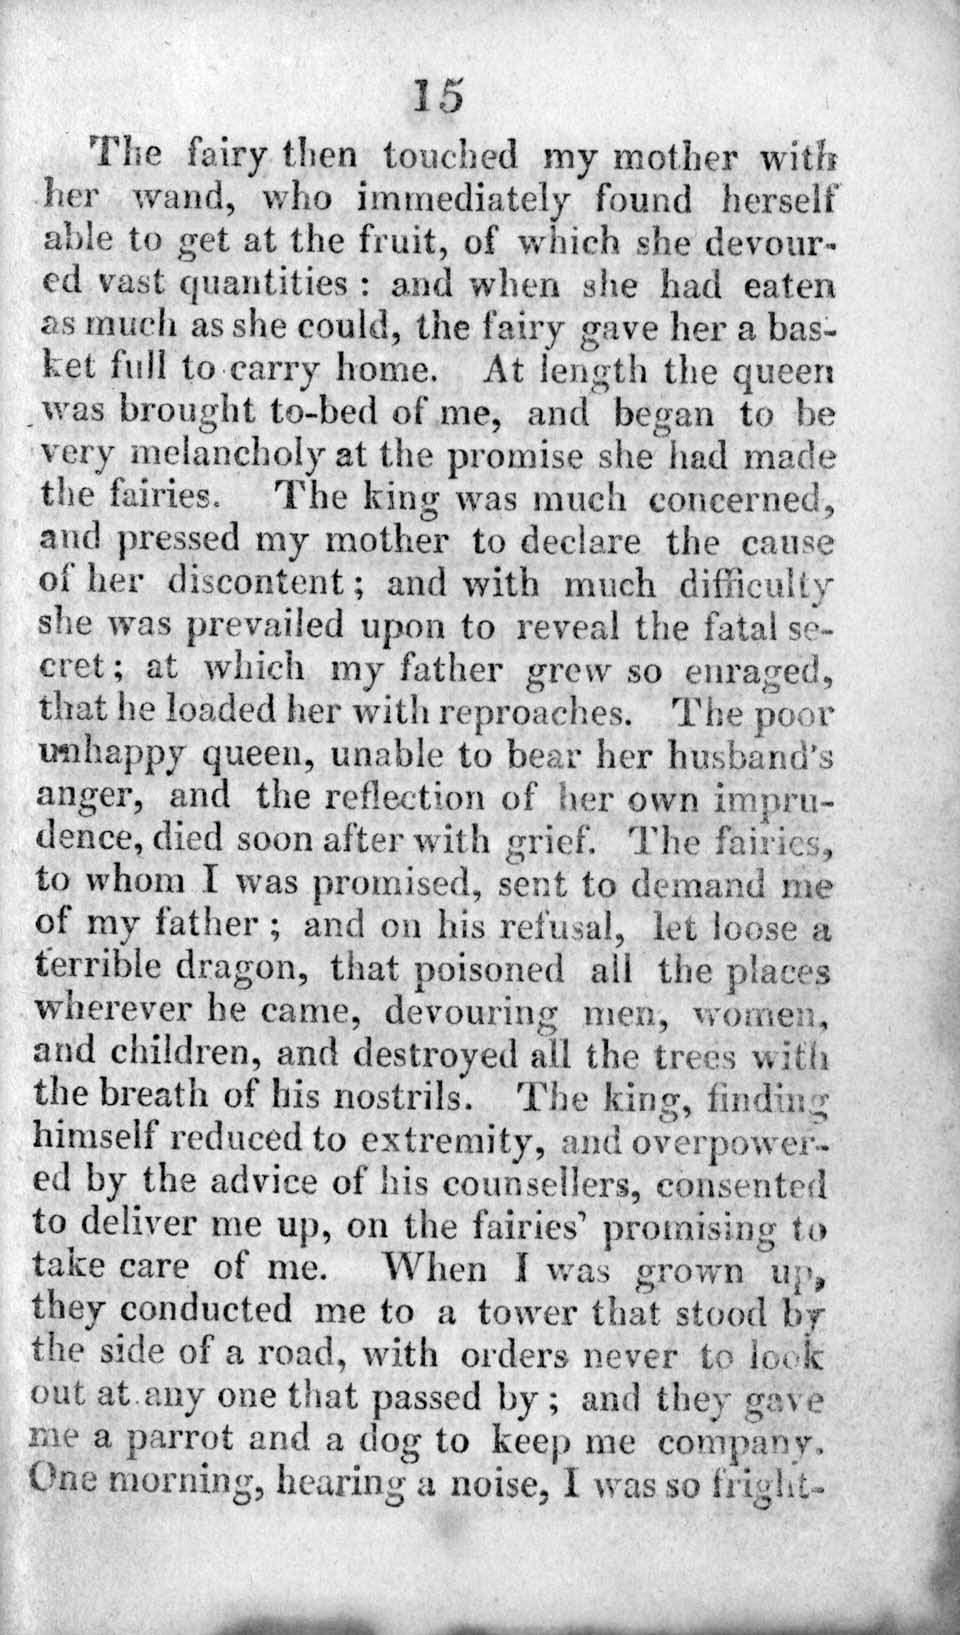 15
The fairy then touched my mother with
her wand, who immediately found herself
able to get at the fruit, of which she devour-
ed vast quantities : and when she had eaten
as much as she could, the fairy gave her a bas-
ket full to carry home. At length the queen
was brought to-bed of me, and began to be
very melancholy at the promise she had made
the fairies. The king was much concerned,
and pressed my mother to declare the cause
of her discontent ; and with much difficulty
she was prevailed upon to reveal the fatal se-
cret ; at which my father grew so enraged,
that he loaded her with reproaches. The poor
unhappy queen, unable to bear her husband's
anger, and the reflection of her own impru-
dence, died soon after with grief. The fairies,
to whom I was promised, sent to demand me
of my father ; and on his refusal, let loose a
terrible dragon, that poisoned all the places
wherever he came, devouring men, women,
and children, and destroyed all the trees with
the breath of his nostrils. The king, finding
himself reduced to extremity, and overpower-
ed by the advice of his counsellers, consented
to deliver me up, on the fairies' promising to
take care of me. When I was grown up,
they conducted me to a tower that stood by
the side of a road, with orders never to look
out at any one that passed by ; and they gave
me a parrot and a dog to keep me company.
One morning, hearing a noise, I was so fright-